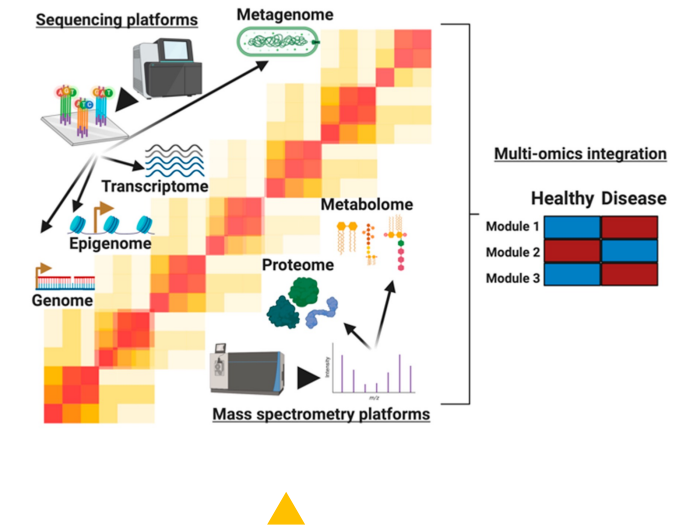 Sequencing platforms
Metagenome
A G T
A T C
G A T
Transcriptome
Epigenome
Genome
Metabolome
Proteome
Intensity
m/z
Mass spectrometry platforms
Multi-omics integration
Healthy Disease
Module 1
Module 2
Module 3